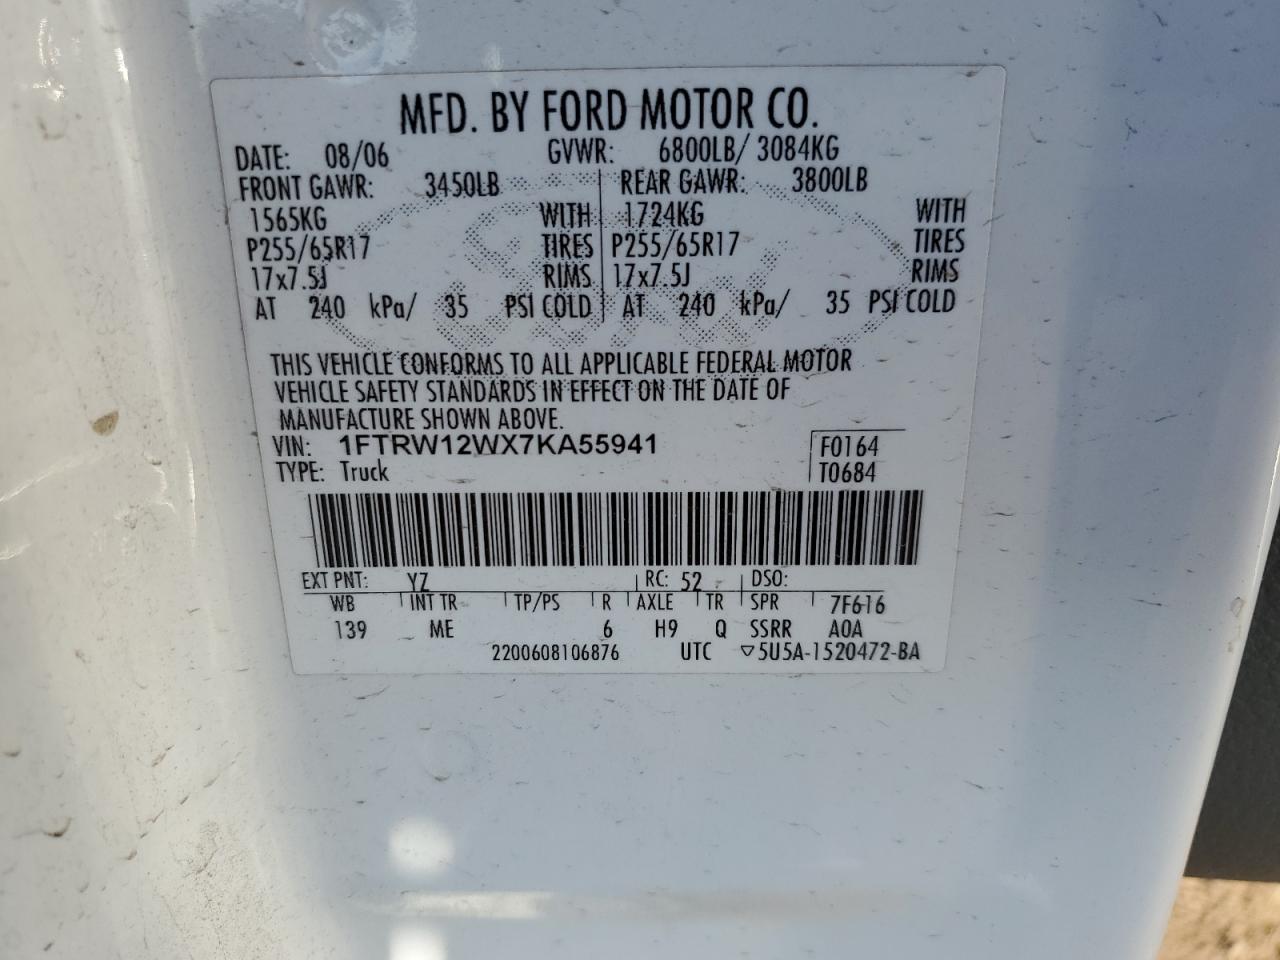 MFD. BY FORD MOTOR CO.
DATE: 08/06 GVWR: 6800LB/ 3084KG
FRONT GAWR: 3450LB REAR GAWR: 3800LB
1565KG WITH 1724KG WITH
P255/65R17 TIRES P255/65R17 TIRES
17x7.5J RIMS 17x7.5J RIMS
AT 240 kPa/ 35 PSI COLD AT 240 kPa/ 35 PSI COLD
THIS VEHICLE CONFORMS TO ALL APPLICABLE FEDERAL MOTOR
VEHICLE SAFETY STANDARDS IN EFFECT ON THE DATE OF
MANUFACTURE SHOWN ABOVE.
VIN: 1FTRW12WX7KA55941 F0164
TYPE: Truck T0684
EXT PNT: YZ RC: 52 DSO:
WB INT TR TP/PS R AXLE TR SPR 7F616
139 ME 6 H9 Q SSRR A0A
2200608106876 UTC ▽5U5A-1520472-BA